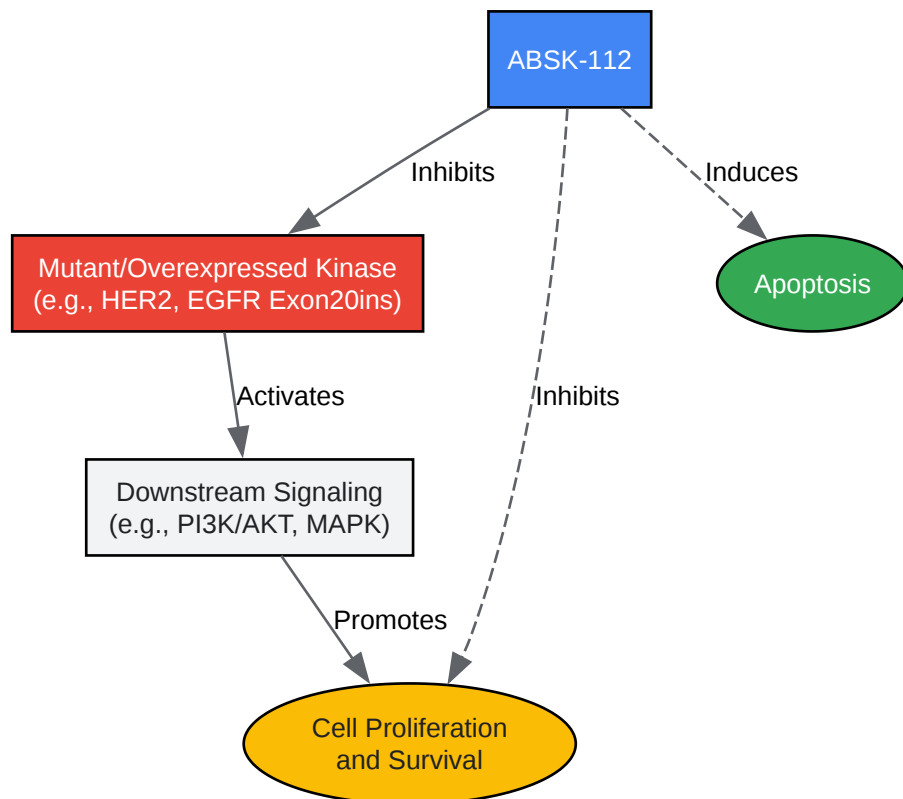 ABSK-112
Inhibits
Induces
Mutant/Overexpressed Kinase
(e.g., HER2, EGFR Exon20ins)
Apoptosis
Activates
Inhibits
Downstream Signaling
(e.g., PI3K/AKT, MAPK)
Promotes
Cell Proliferation
and Survival